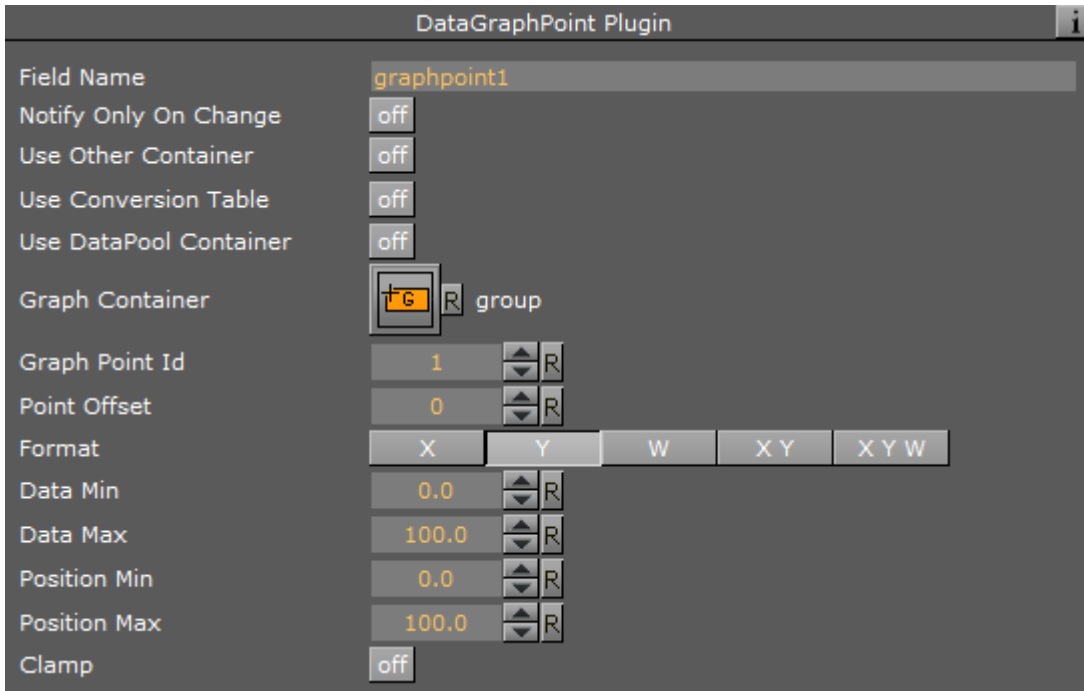 DataGraphPoint Plugin i
Field Name graphpoint1
Notify Only On Change off
Use Other Container off
Use Conversion Table off
Use DataPool Container off
Graph Container G R group
Graph Point Id 1 R
Point Offset 0 R
Format X Y W X Y X Y W
Data Min 0.0 R
Data Max 100.0 R
Position Min 0.0 R
Position Max 100.0 R
Clamp off